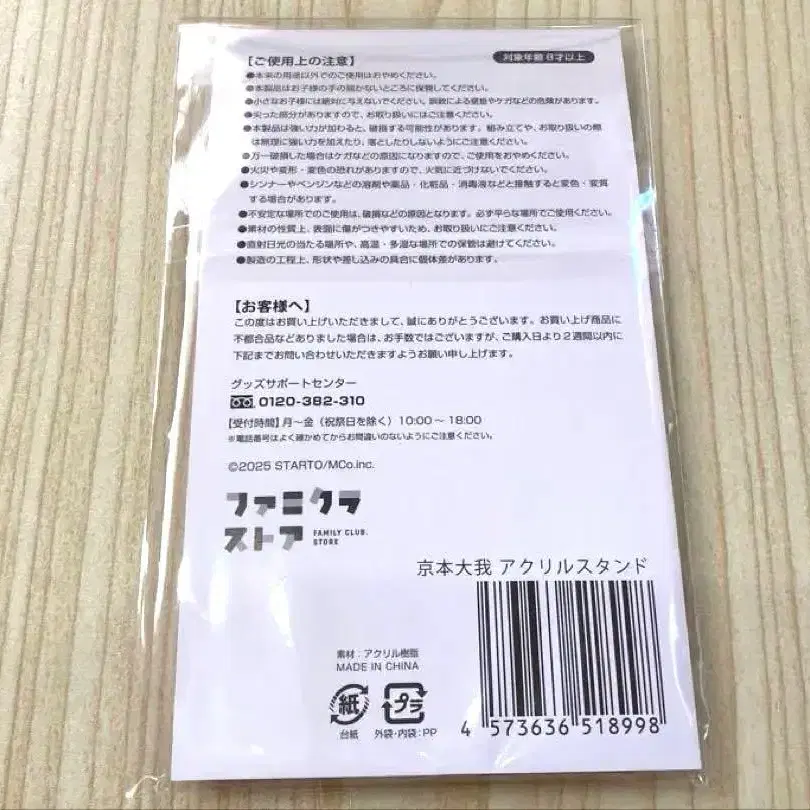 【ご使用上の注意】
対象年齢8才以上
●本来の用途以外でのご使用はおやめください。
●本製品はお子様の手の届かないところに保管してください。
●小さなお子様には絶対に与えないでください。誤飲による窒息やケガなどの危険があります。
●尖った部分がありますので、お取り扱いにはご注意ください。
●本製品は強い力が加わると、破損する可能性があります。組み立てや、お取り扱いの際
は無理に強い力を加えたり、落としたりしないようにご注意ください。
●万一破損した場合はケガなどの原因になりますので、ご使用をおやめください。
●火災や変形・変色の恐れがありますので、火気に近づけないでください。
●シンナーやベンジンなどの溶剤や薬品・化粧品・消毒液などと接触すると変色・変質
する場合があります。
●不安定な場所でのご使用は、破損などの原因となります。必ず平らな場所でご使用ください。
●素材の性質上、表面に傷がつきやすいため、お取り扱いにご注意ください。
●直射日光の当たる場所や、高温・多湿な場所での保管は避けてください。
●製造の工程上、形状や差し込みの具合に個体差があります。
【お客様へ】
この度はお買い上げいただきまして、誠にありがとうございます。お買い上げ商品に
不都合品などありました場合は、お手数ではございますが、ご購入日より2週間以内に
下記までお問い合わせいただきますようお願い申し上げます。
グッズサポートセンター
0120-382-310
【受付時間】月〜金（祝祭日を除く）10:00〜18:00
※電話番号はよく確かめてからお間違いのないようにご注意ください。
©2025 STARTO/MCo.inc.
ファミクラ
ストア
FAMILY CLUB.
STORE
京本大我 アクリルスタンド
素材：アクリル樹脂
MADE IN CHINA
紙
プラ
台紙
外袋・内袋：PP
4 573636 518998